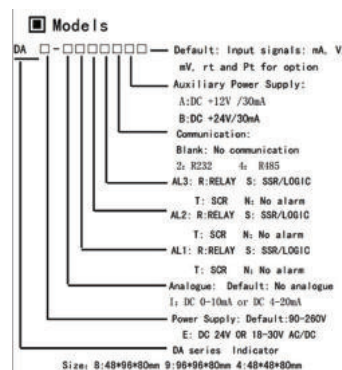 ■ Models
DA □-□□□□□□□ Default: Input signals: mA, V
mV, rt and Pt for option
Auxiliary Power Supply:
A:DC +12V /30mA
B:DC +24V/30mA
Communication:
Blank: No communication
2: R232 4: R485
AL3: R:RELAY S: SSR/LOGIC
T: SCR N: No alarm
AL2: R:RELAY S: SSR/LOGIC
T: SCR N: No alarm
AL1: R:RELAY S: SSR/LOGIC
T: SCR N: No alarm
Analogue: Default: No analogue
I: DC 0-10mA or DC 4-20mA
Power Supply: Default:90-260V
E: DC 24V OR 18-30V AC/DC
DA series Indicator
Size: 8:48*96*80mm 9:96*96*80mm 4:48*48*80mm